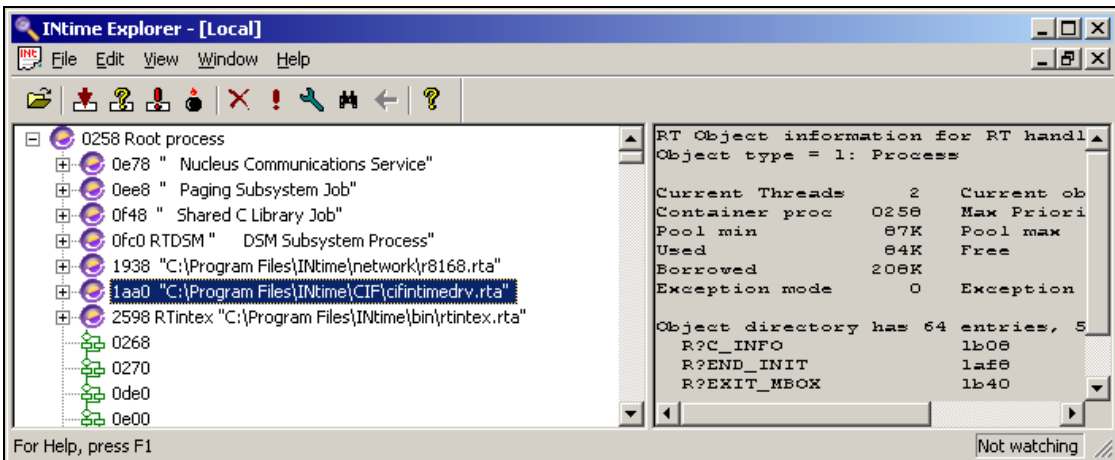 INtime Explorer - [Local]
INt
File Edit View Window Help
0258 Root process
0e78 " Nucleus Communications Service"
0ee8 " Paging Subsystem Job"
0f48 " Shared C Library Job"
0fc0 RTDSM " DSM Subsystem Process"
1938 "C:\Program Files\INtime\network\r8168.rta"
1aa0 "C:\Program Files\INtime\CIF\cifintimedrv.rta"
2598 RTintex "C:\Program Files\INtime\bin\rtintex.rta"
0268
0270
0de0
0e00
RT Object information for RT handl
Object type = 1: Process
Current Threads 2 Current ob
Container proc 0258 Max Priori
Pool min 87K Pool max
Used 84K Free
Borrowed 208K
Exception mode 0 Exception
Object directory has 64 entries, 5
R?C_INFO 1b08
R?END_INIT 1af8
R?EXIT_MBOX 1b40
For Help, press F1
Not watching